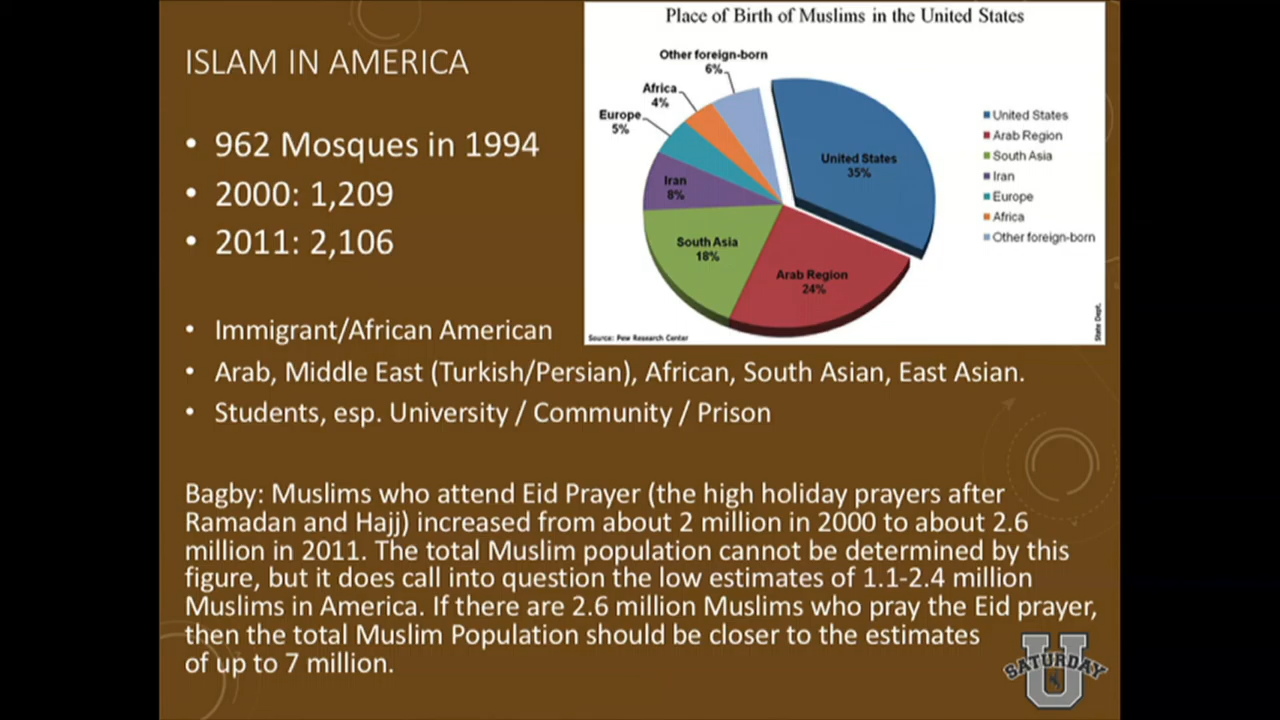 ISLAM IN AMERICA
• 962 Mosques in 1994
• 2000: 1,209
• 2011: 2,106
Place of Birth of Muslims in the United States
Other foreign-born
6%
Africa
4%
Europe
5%
Iran
8%
South Asia
18%
Arab Region
24%
United States
35%
United States
Arab Region
South Asia
Iran
Europe
Africa
Other foreign-born
Source: Pew Research Center
State Dept.
• Immigrant/African American
• Arab, Middle East (Turkish/Persian), African, South Asian, East Asian.
• Students, esp. University / Community / Prison
Bagby: Muslims who attend Eid Prayer (the high holiday prayers after
Ramadan and Hajj) increased from about 2 million in 2000 to about 2.6
million in 2011. The total Muslim population cannot be determined by this
figure, but it does call into question the low estimates of 1.1-2.4 million
Muslims in America. If there are 2.6 million Muslims who pray the Eid prayer,
then the total Muslim Population should be closer to the estimates
of up to 7 million.
SATURDAY
U